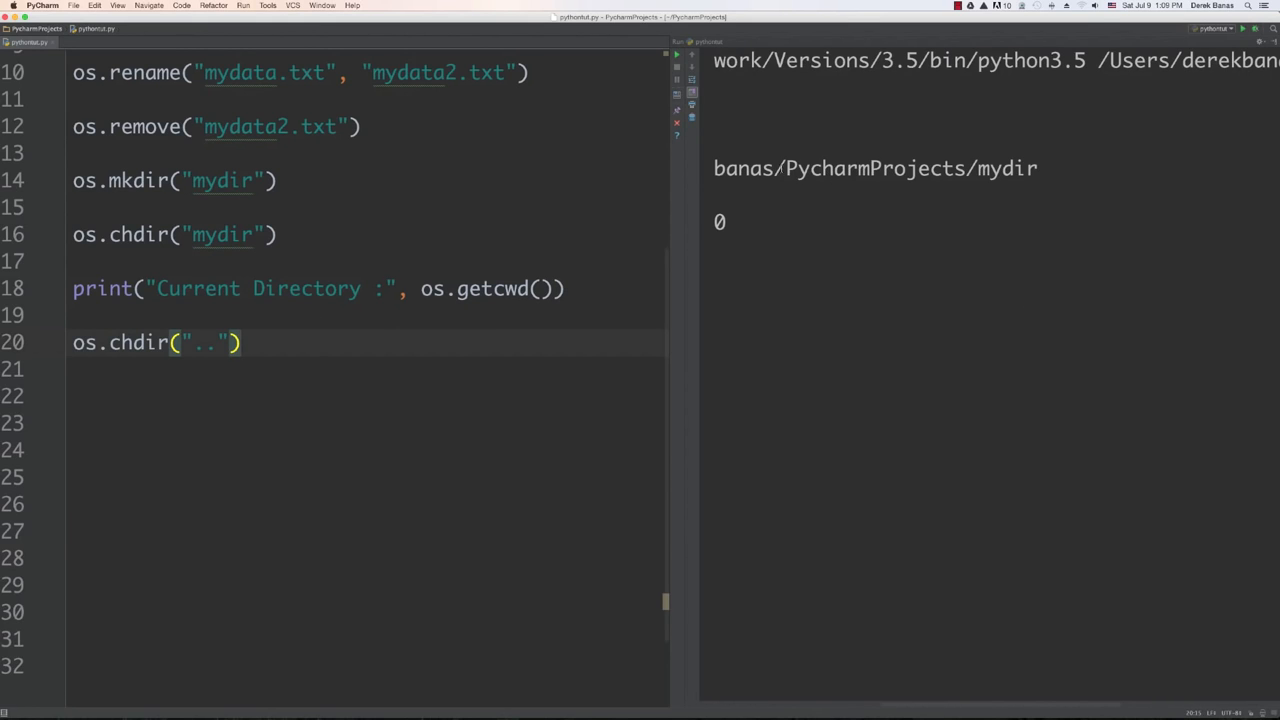 PyCharm File Edit View Navigate Code Refactor Run Tools VCS Window Help 10 Sat Jul 9 1:09 PM Derek Banas
pythontut.py - PycharmProjects - [~/PycharmProjects]
PycharmProjects pythontut.py pythontut
pythontut.py Run pythontut
10 os.rename("mydata.txt", "mydata2.txt")
11
12 os.remove("mydata2.txt")
13
14 os.mkdir("mydir")
15
16 os.chdir("mydir")
17
18 print("Current Directory :", os.getcwd())
19
20 os.chdir("..")
21
22
23
24
25
26
27
28
29
30
31
32
work/Versions/3.5/bin/python3.5 /Users/derekban
banas/PycharmProjects/mydir
0
20:15 LF÷ UTF-8÷